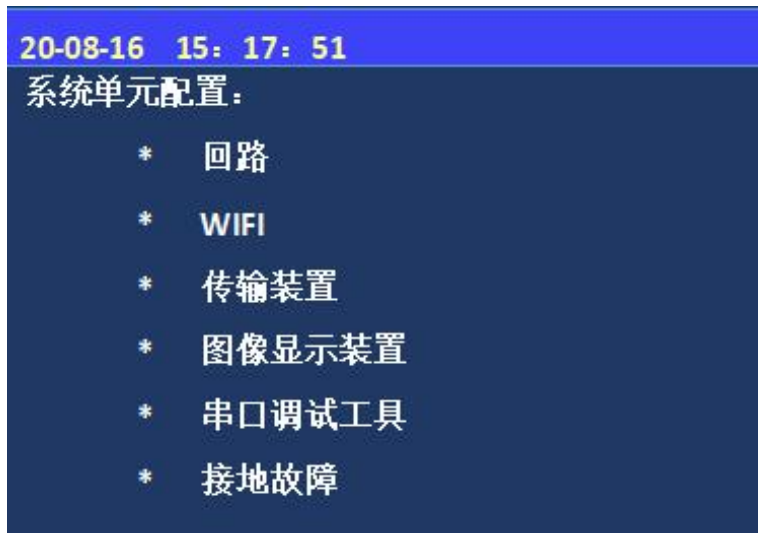 20-08-16 15：17：51
系统单元配置：
* 回路
* WIFI
* 传输装置
* 图像显示装置
* 串口调试工具
* 接地故障